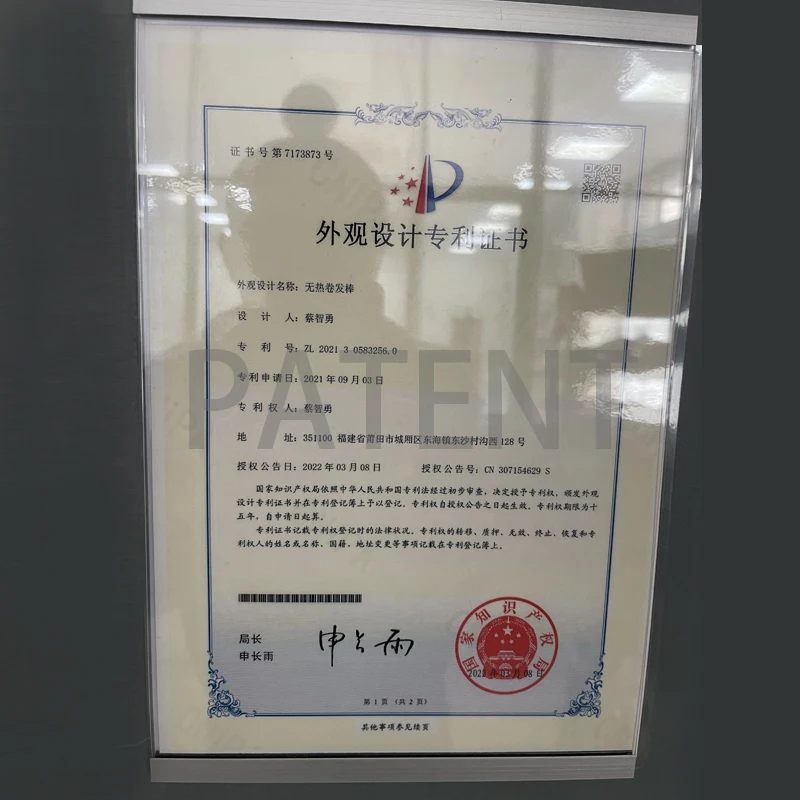 证书号第7173873号
外观设计专利证书
外观设计名称：无热卷发棒
设计人：蔡智勇
专利号：ZL 2021 3 0583256.0
专利申请日：2021年09月03日
专利权人：蔡智勇
地址：351100 福建省莆田市城厢区东海镇东沙村沟西128号
授权公告日：2022年03月08日 授权公告号：CN 307154629 S
国家知识产权局依照中华人民共和国专利法经过初步审查，决定授予专利权，颁发外观
设计专利证书并在专利登记簿上予以登记。专利权自授权公告之日起生效。专利权期限为十
五年，自申请日起算。
专利证书记载专利权登记时的法律状况。专利权的转移、质押、无效、终止、恢复和专
利权人的姓名或名称、国籍、地址变更等事项记载在专利登记簿上。
PATENT
局长
申长雨
申长雨
国家知识产权局
2022年03月08日
第1页（共2页）
其他事项参见续页